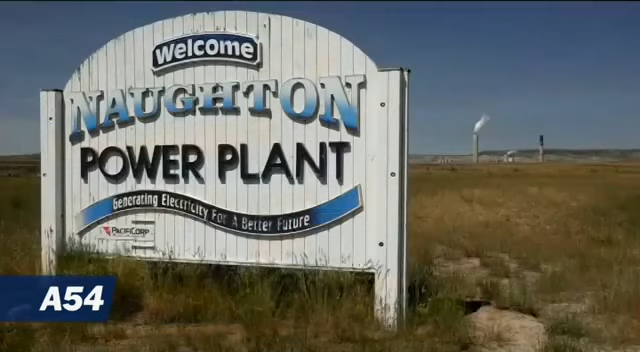 Welcome
NAUGHTON
POWER PLANT
Generating Electricity For A Better Future
PACIFICORP
A54